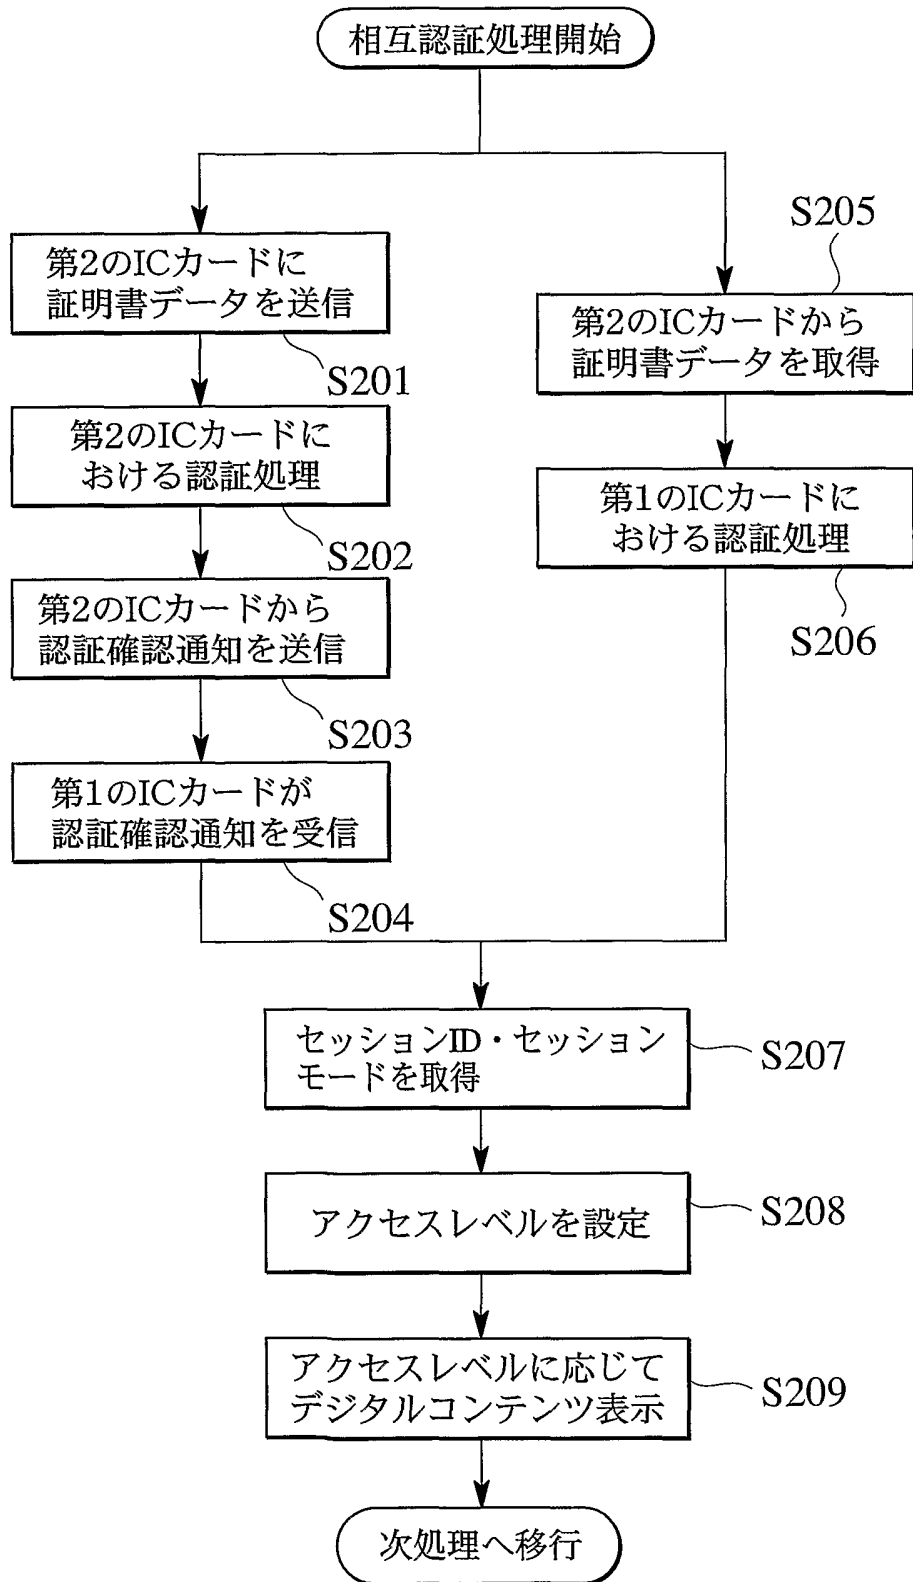 相互認証処理開始
第2のICカードに
証明書データを送信
S201
第2のICカードに
おける認証処理
S202
第2のICカードから
認証確認通知を送信
S203
第1のICカードが
認証確認通知を受信
S204
S205
第2のICカードから
証明書データを取得
第1のICカードに
おける認証処理
S206
セッションID・セッション
モードを取得
S207
アクセスレベルを設定
S208
アクセスレベルに応じて
デジタルコンテンツ表示
S209
次処理へ移行